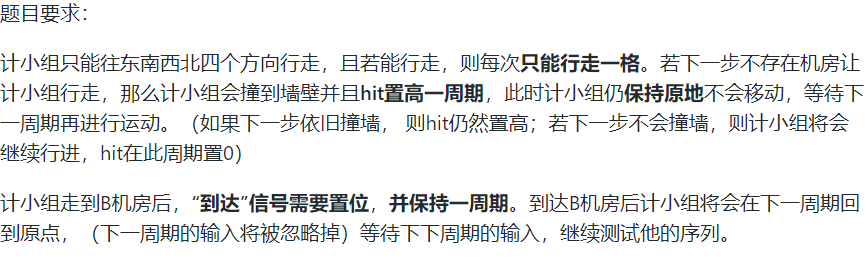 题目要求：
计小组只能往东南西北四个方向行走，且若能行走，则每次只能行走一格。若下一步不存在机房让
计小组行走，那么计小组会撞到墙壁并且hit置高一周期，此时计小组仍保持原地不会移动，等待下
一周期再进行运动。（如果下一步依旧撞墙， 则hit仍然置高；若下一步不会撞墙，则计小组将会
继续行进，hit在此周期置0）
计小组走到B机房后，“到达”信号需要置位，并保持一周期。到达B机房后计小组将会在下一周期回
到原点，（下一周期的输入将被忽略掉）等待下下周期的输入，继续测试他的序列。